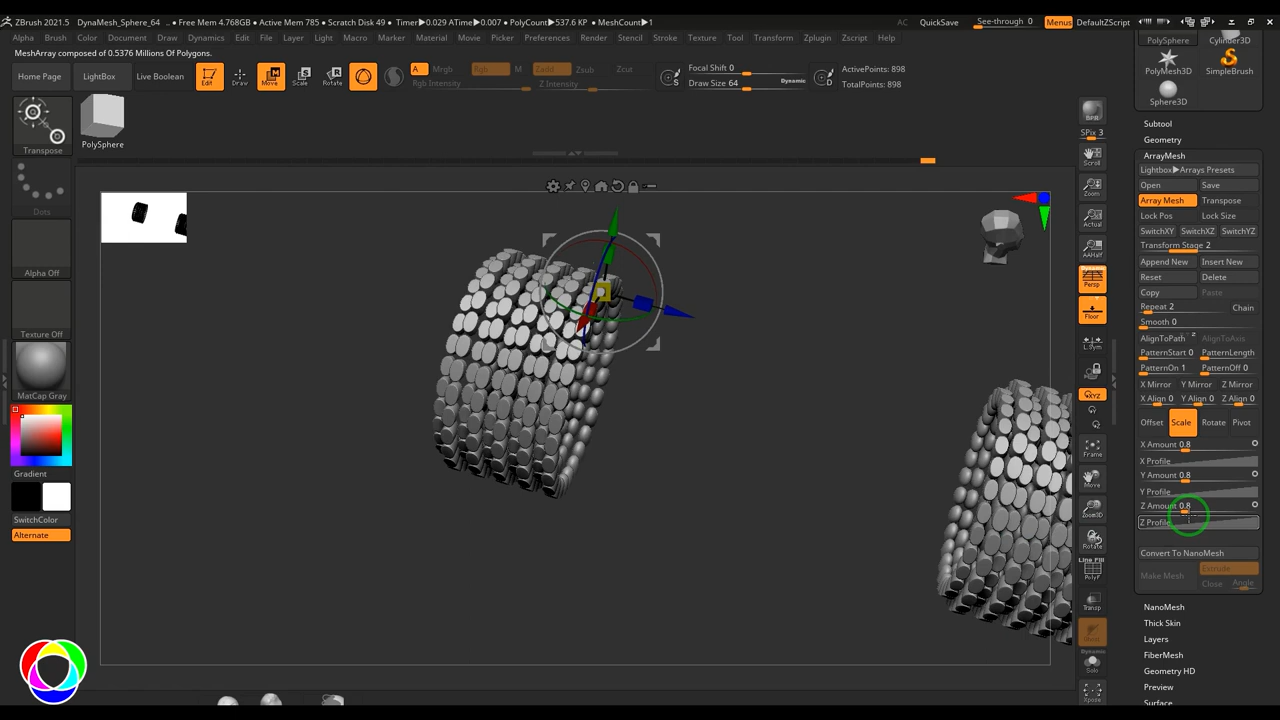 ZBrush 2021.5 DynaMesh_Sphere_64 .. • Free Mem 4.768GB • Active Mem 785 • Scratch Disk 49 • Timer▶0.029 ATime▶0.007 • PolyCount▶537.6 KP • MeshCount▶1 AC QuickSave See-through 0 Menus DefaultZScript
Alpha Brush Color Document Draw Dynamics Edit File Layer Light Macro Marker Material Movie Picker Preferences Render Stencil Stroke Texture Tool Transform Zplugin Zscript Help
MeshArray composed of 0.5376 Millions Of Polygons.
Home Page LightBox Live Boolean Edit Draw Move Scale Rotate A Mrgb Rgb M Zadd Zsub Zcut
Rgb Intensity Z Intensity
Focal Shift 0
Draw Size 64 Dynamic
S D
ActivePoints: 898
TotalPoints: 898
Transpose
PolySphere
Dots
Alpha Off
Texture Off
MatCap Gray
Gradient
SwitchColor
Alternate
BPR
SPix 3
Scroll
Zoom
Actual
AAHalf
Dynamic
Persp
Floor
L.Sym
XYZ
Frame
Move
Zoom3D
Rotate
Line Fill
PolyF
Transp
Ghost
Dynamic
Solo
Xpose
PolySphere Cylinder3D
PolyMesh3D SimpleBrush
Sphere3D
Subtool
Geometry
ArrayMesh
Lightbox▶Arrays Presets
Open Save
Array Mesh Transpose
Lock Pos Lock Size
SwitchXY SwitchXZ SwitchYZ
Transform Stage 2
Append New Insert New
Reset Delete
Copy Paste
Repeat 2 Chain
Smooth 0
AlignToPath AlignToAxis
PatternStart 0 PatternLength
PatternOn 1 PatternOff 0
X Mirror Y Mirror Z Mirror
X Align 0 Y Align 0 Z Align 0
Offset Scale Rotate Pivot
X Amount 0.8
X Profile
Y Amount 0.8
Y Profile
Z Amount 0.8
Z Profile
Convert To NanoMesh
Make Mesh Extrude
Close Angle
NanoMesh
Thick Skin
Layers
FiberMesh
Geometry HD
Preview
Surface